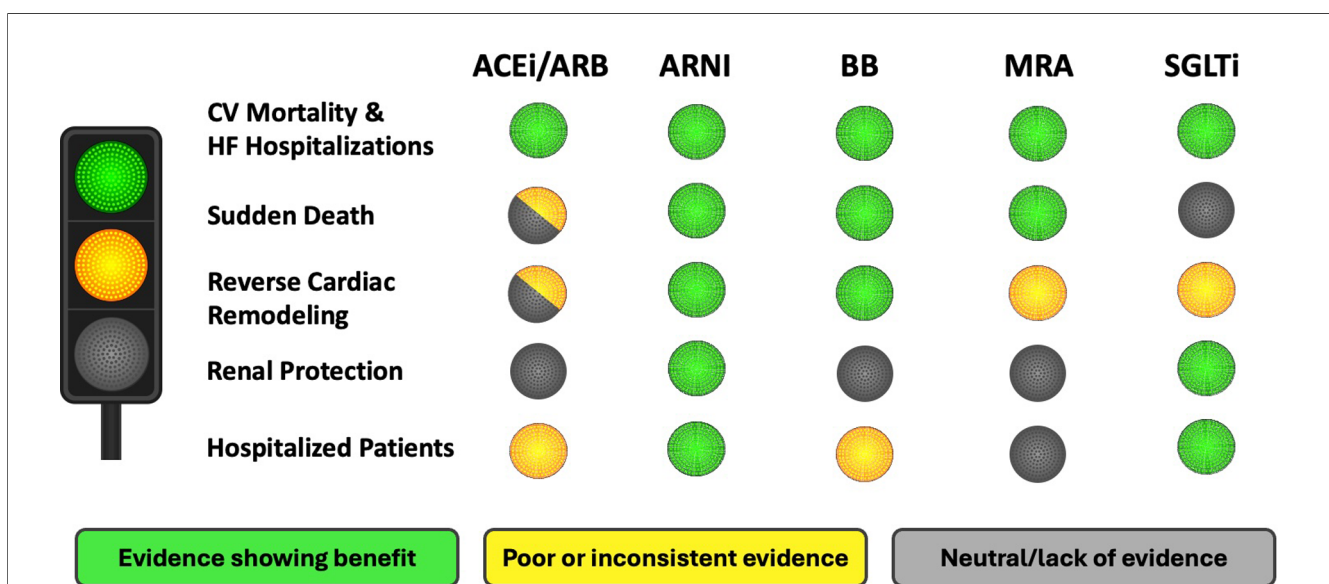 ACEi/ARB ARNI BB MRA SGLTi
CV Mortality &
HF Hospitalizations
Sudden Death
Reverse Cardiac
Remodeling
Renal Protection
Hospitalized Patients
Evidence showing benefit Poor or inconsistent evidence Neutral/lack of evidence